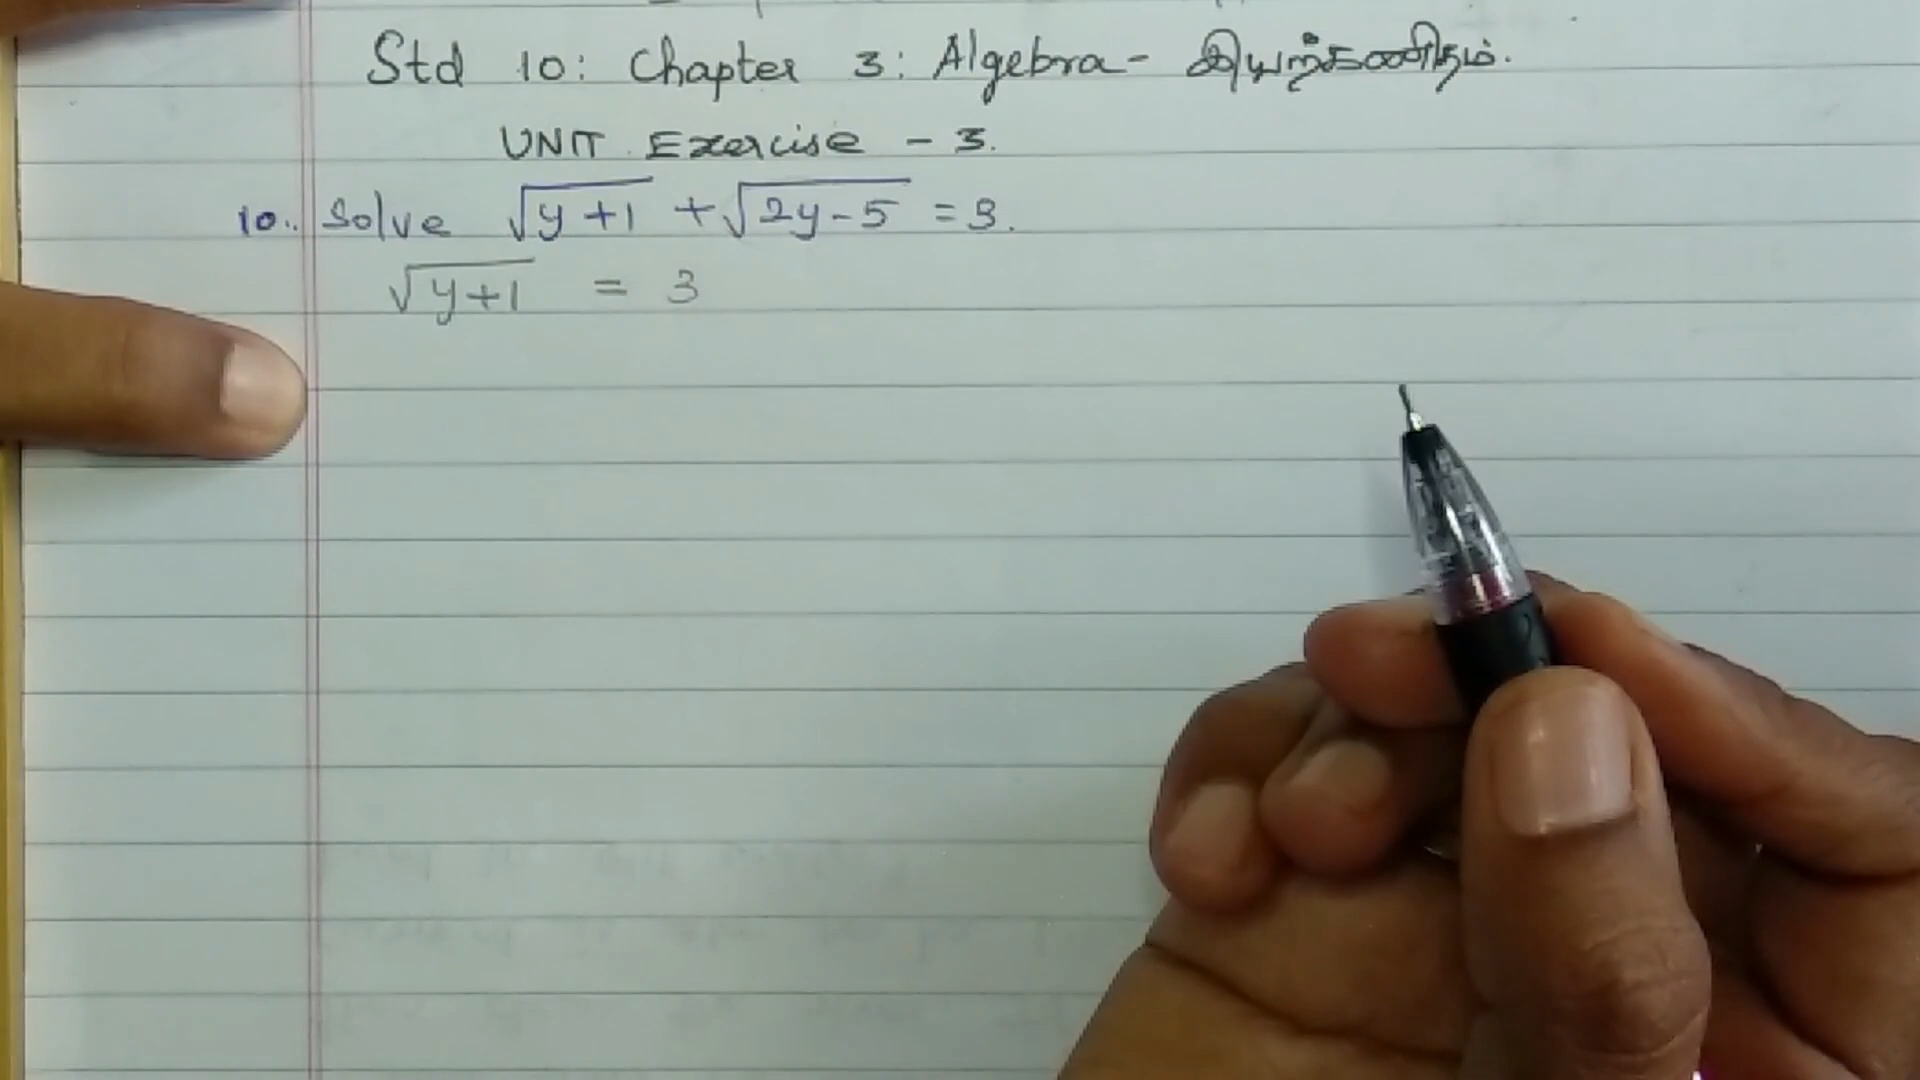 Std 10: Chapter 3: Algebra - இயற்கணிதம்.
UNIT Exercise - 3.
10. Solve √(y+1) + √(2y-5) = 3.
√(y+1) = 3